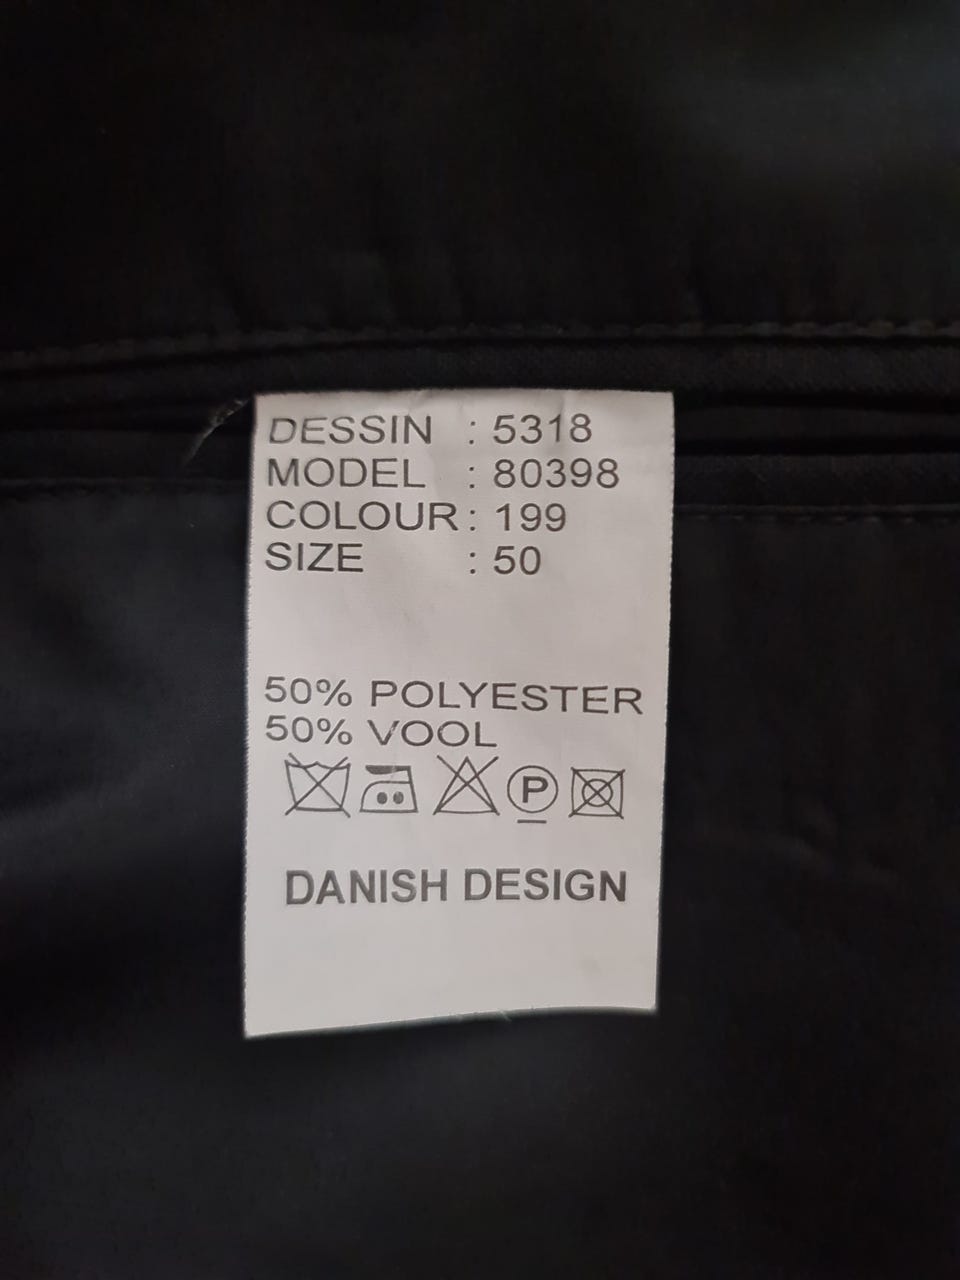 DESSIN : 5318
MODEL : 80398
COLOUR : 199
SIZE : 50
50% POLYESTER
50% VOOL
P
DANISH DESIGN